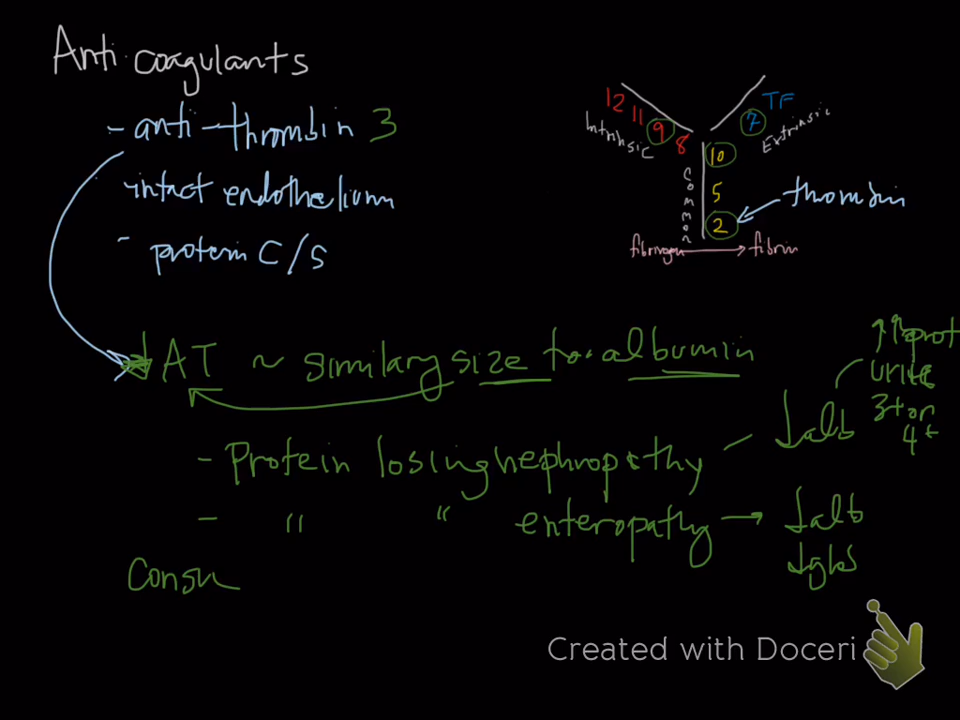 Anti coagulants
- anti-thrombin 3
- intact endothelium
- protein C/S
12
11
9
8
Intrinsic
TF
7
Extrinsic
10
5
2
Common
thrombin
fibrinogen → fibrin
↓ AT ~ similary size to albumin
- Protein losing nephropathy - ↓alb
↑↑ prot
urine
3+ or
4+
- " " enteropathy → ↓alb
↓glob
Consu
Created with Doceri